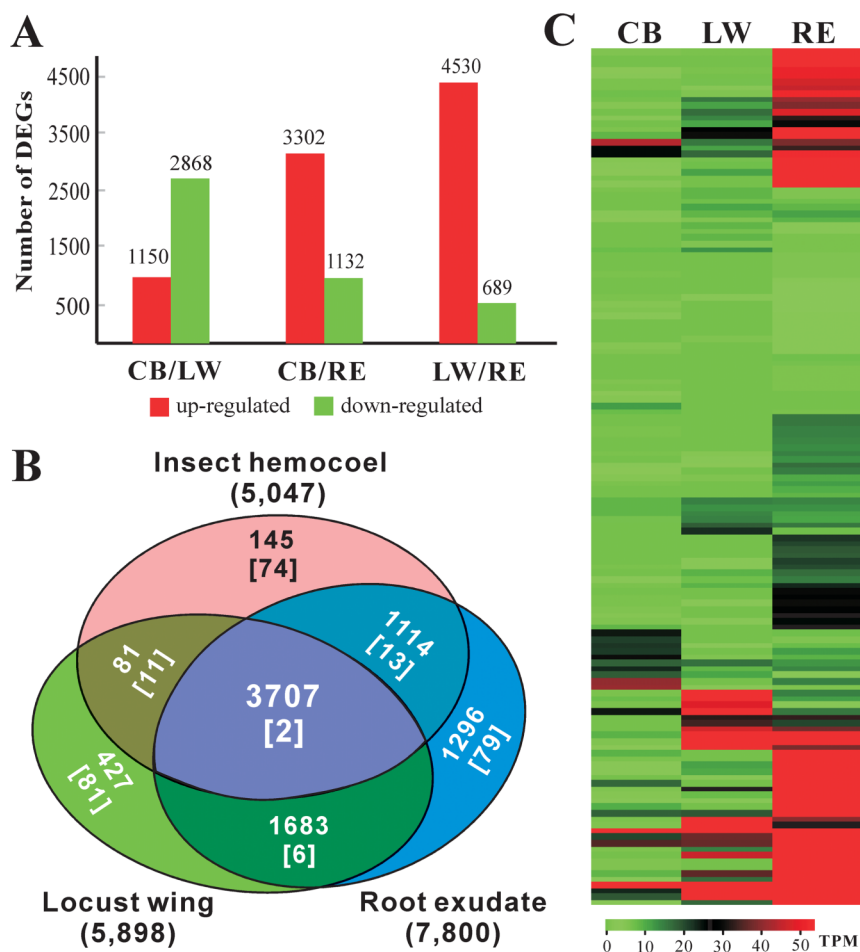 A
Number of DEGs
4500
3500
2500
1500
500
1150
2868
3302
1132
4530
689
CB/LW
CB/RE
LW/RE
up-regulated
down-regulated
B
Insect hemocoel
(5,047)
145
[74]
81
[11]
1114
[13]
3707
[2]
427
[81]
1296
[79]
1683
[6]
Locust wing
(5,898)
Root exudate
(7,800)
C
CB LW RE
0 10 20 30 40 50 TPM